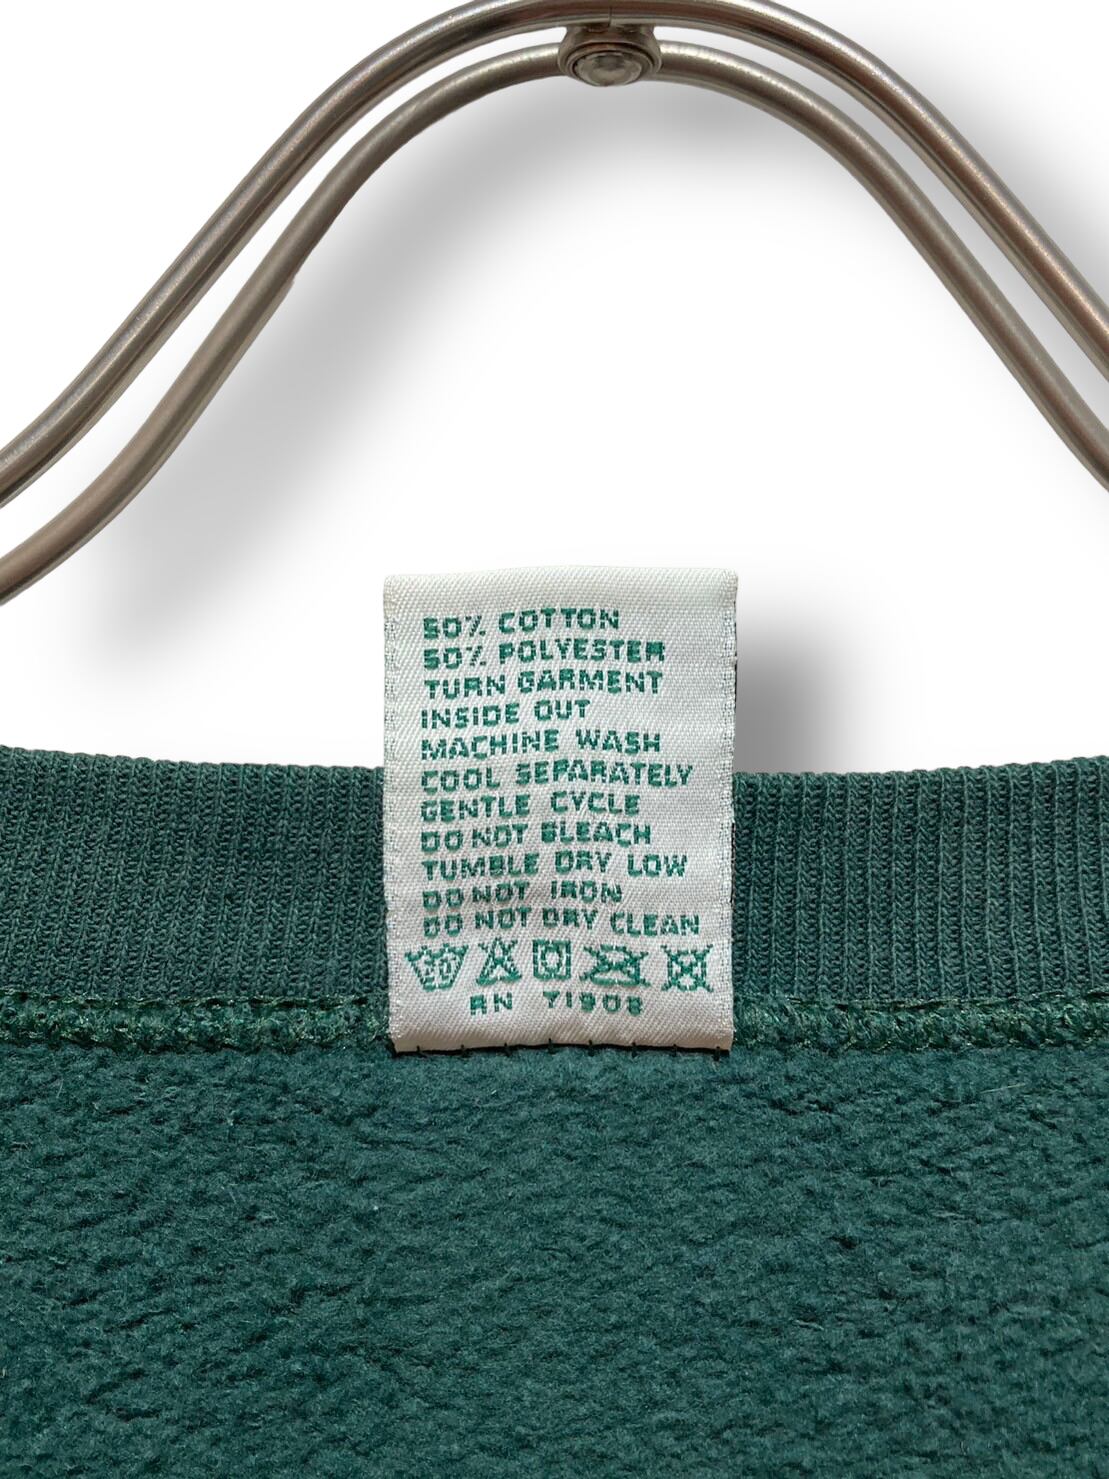 50% COTTON
50% POLYESTER
TURN GARMENT
INSIDE OUT
MACHINE WASH
COOL SEPARATELY
GENTLE CYCLE
DO NOT BLEACH
TUMBLE DRY LOW
DO NOT IRON
DO NOT DRY CLEAN
RN 71908